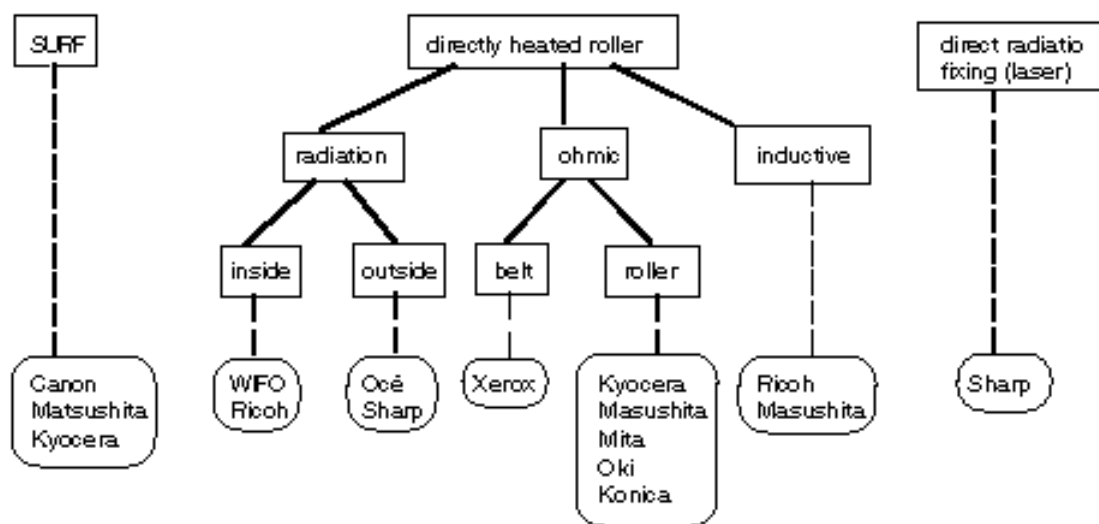 SURF
directly heated roller
direct radiatio
fixing (laser)
radiation
ohmic
inductive
inside
outside
belt
roller
Canon
Matsushita
Kyocera
WIFO
Ricoh
Océ
Sharp
Xerox
Kyocera
Masushita
Mita
Oki
Konica
Ricoh
Masushita
Sharp